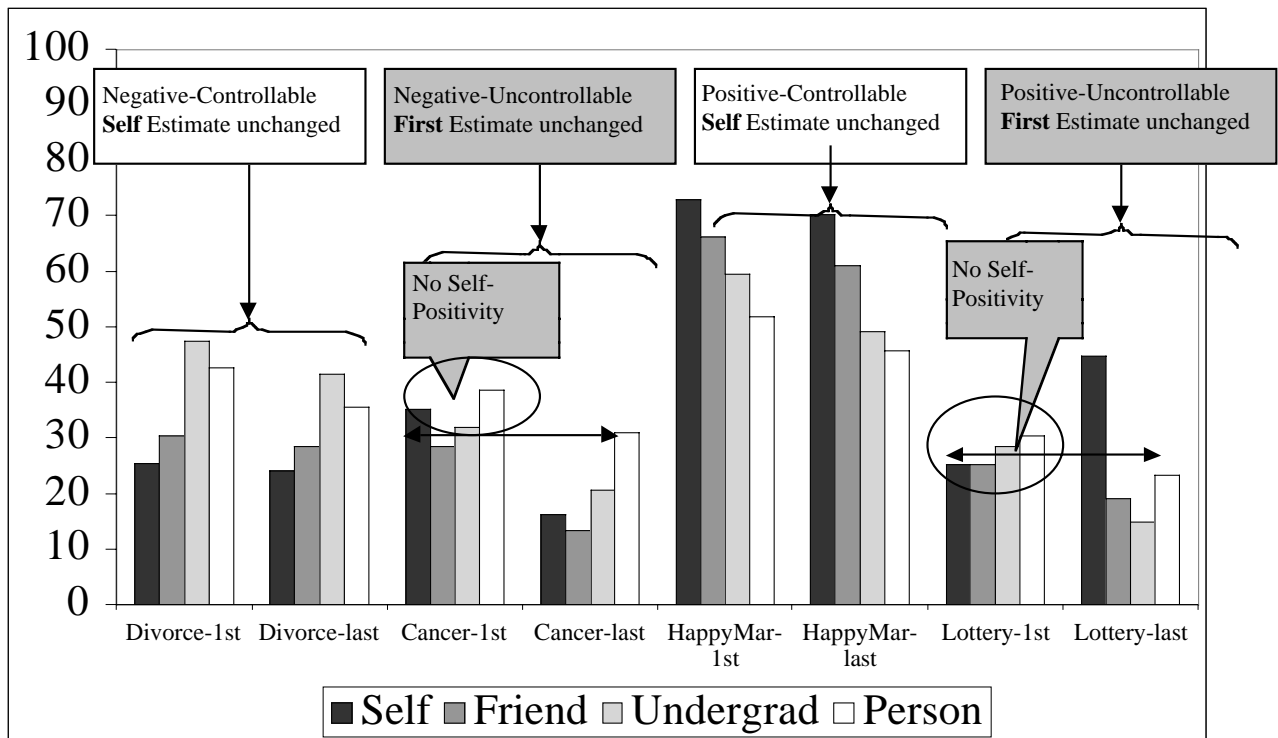 100
90
80
70
60
50
40
30
20
10
0
Negative-Controllable
Self Estimate unchanged
Negative-Uncontrollable
First Estimate unchanged
Positive-Controllable
Self Estimate unchanged
Positive-Uncontrollable
First Estimate unchanged
No Self-
Positivity
No Self-
Positivity
Divorce-1st
Divorce-last
Cancer-1st
Cancer-last
HappyMar-
1st
HappyMar-
last
Lottery-1st
Lottery-last
Self Friend Undergrad Person